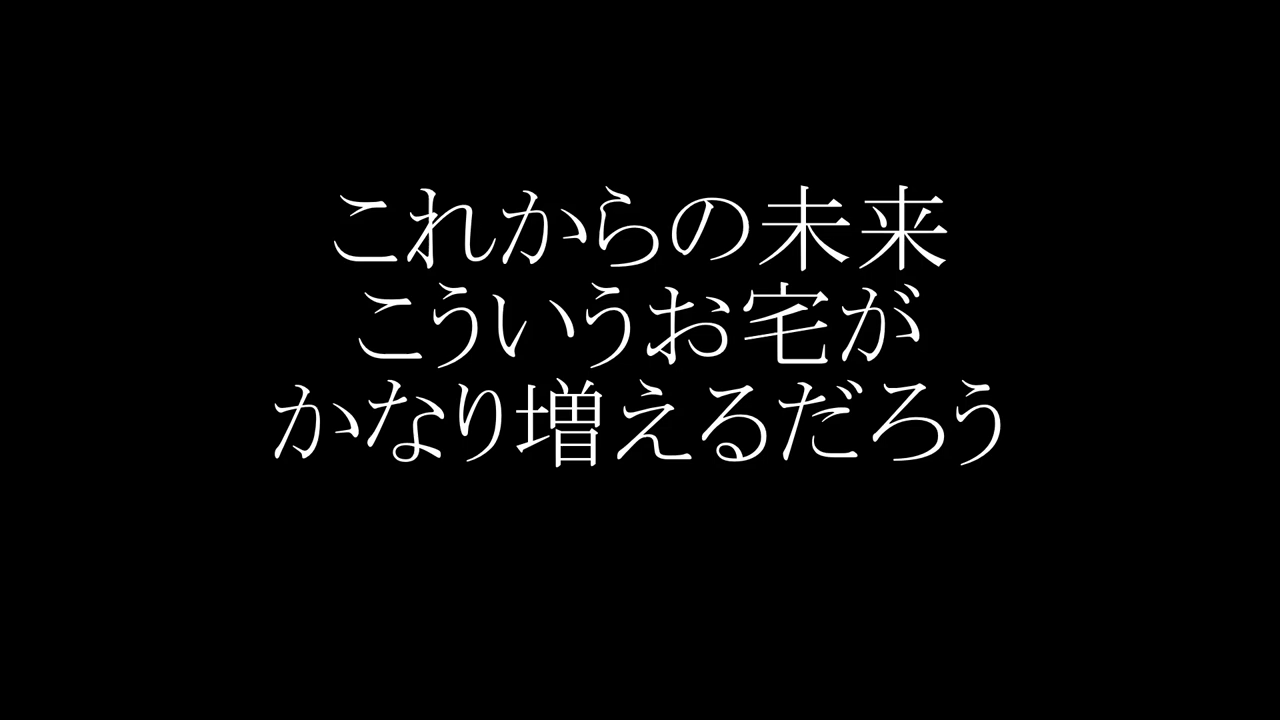 これからの未来
こういうお宅が
かなり増えるだろう